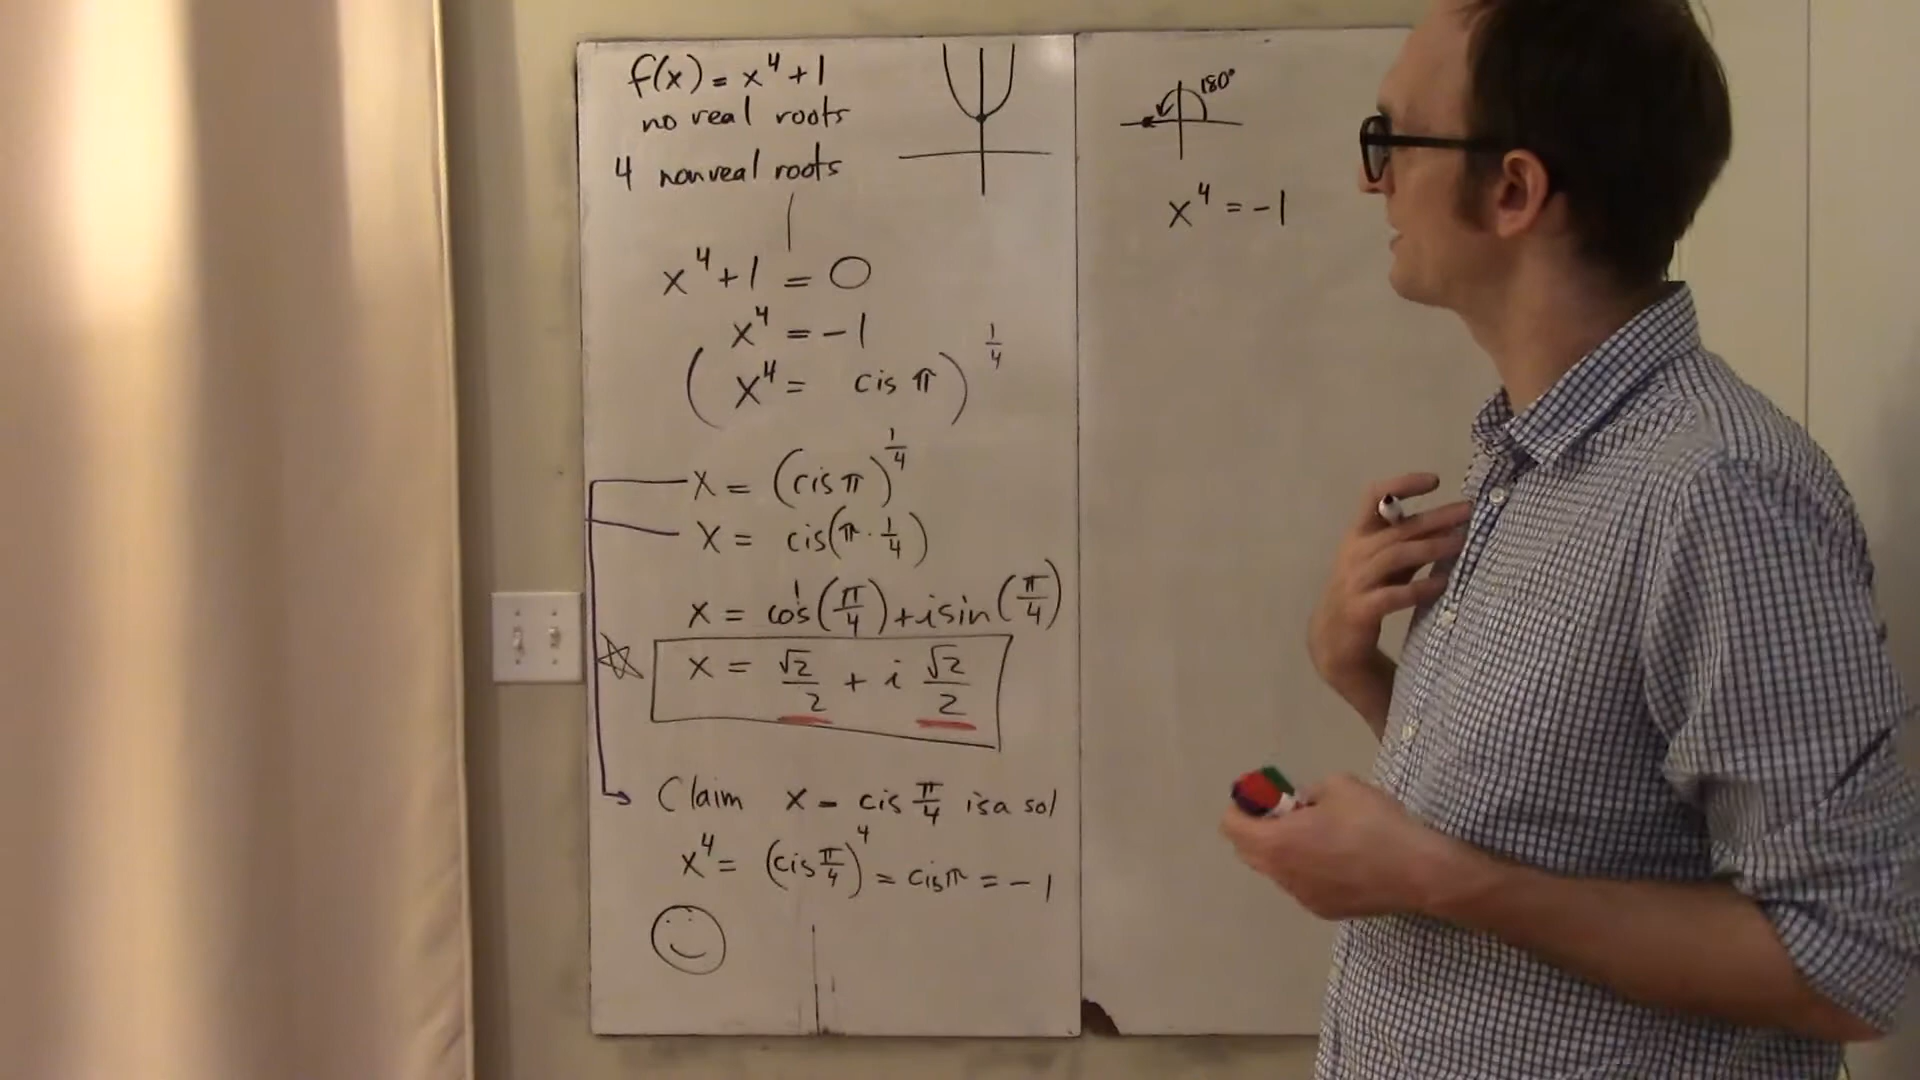 f(x) = x⁴ + 1
no real roots
4 nonreal roots
x⁴ + 1 = 0
x⁴ = -1
( x⁴ = cis π )^(1/4)
x = (cis π)^(1/4)
x = cis(π · 1/4)
x = cos(π/4) + i sin(π/4)
x = √2/2 + i √2/2
Claim x = cis π/4 is a sol
x⁴ = (cis π/4)⁴ = cis π = -1
180°
x⁴ = -1